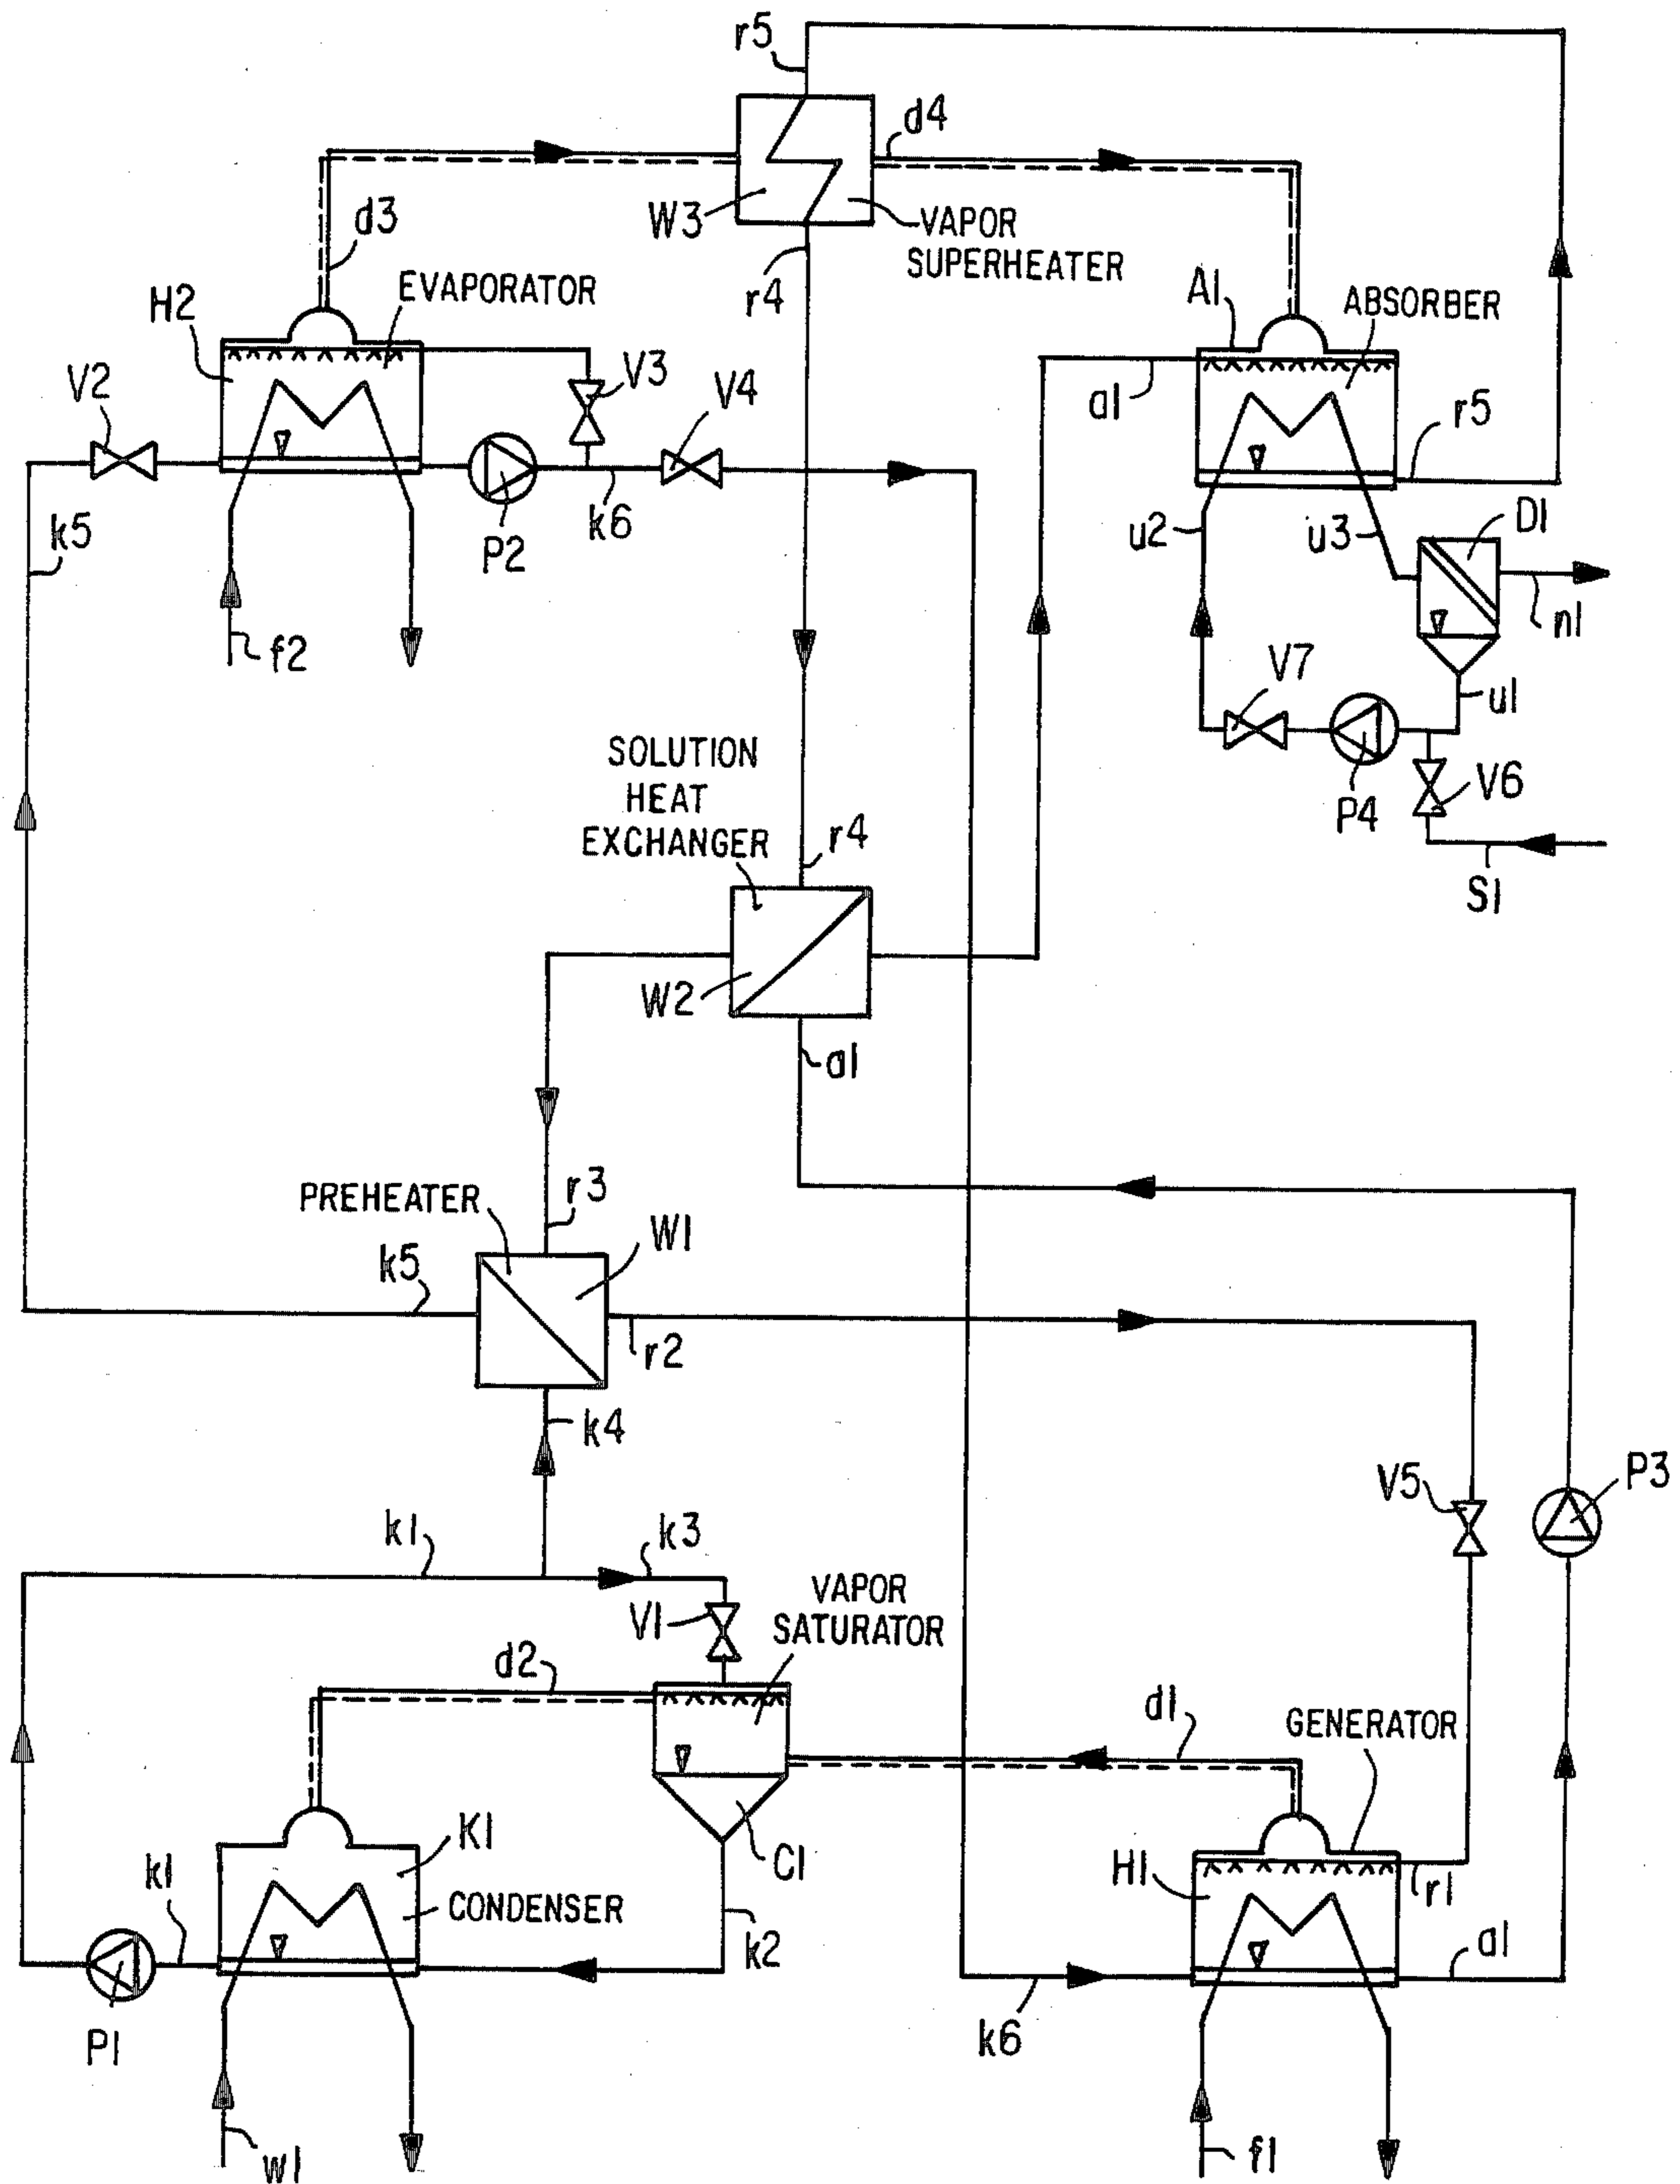 r5
d4
W3
VAPOR
SUPERHEATER
d3
r4
H2
EVAPORATOR
A1
ABSORBER
V2
V3
V4
a1
r5
k5
P2
k6
u2
u3
D1
n1
f2
V7
u1
SOLUTION
HEAT
EXCHANGER
r4
P4
V6
S1
W2
a1
PREHEATER
r3
W1
k5
r2
k4
V5
P3
k1
k3
V1
VAPOR
SATURATOR
d2
d1
GENERATOR
K1
C1
H1
r1
k1
CONDENSER
k2
a1
P1
k6
w1
f1